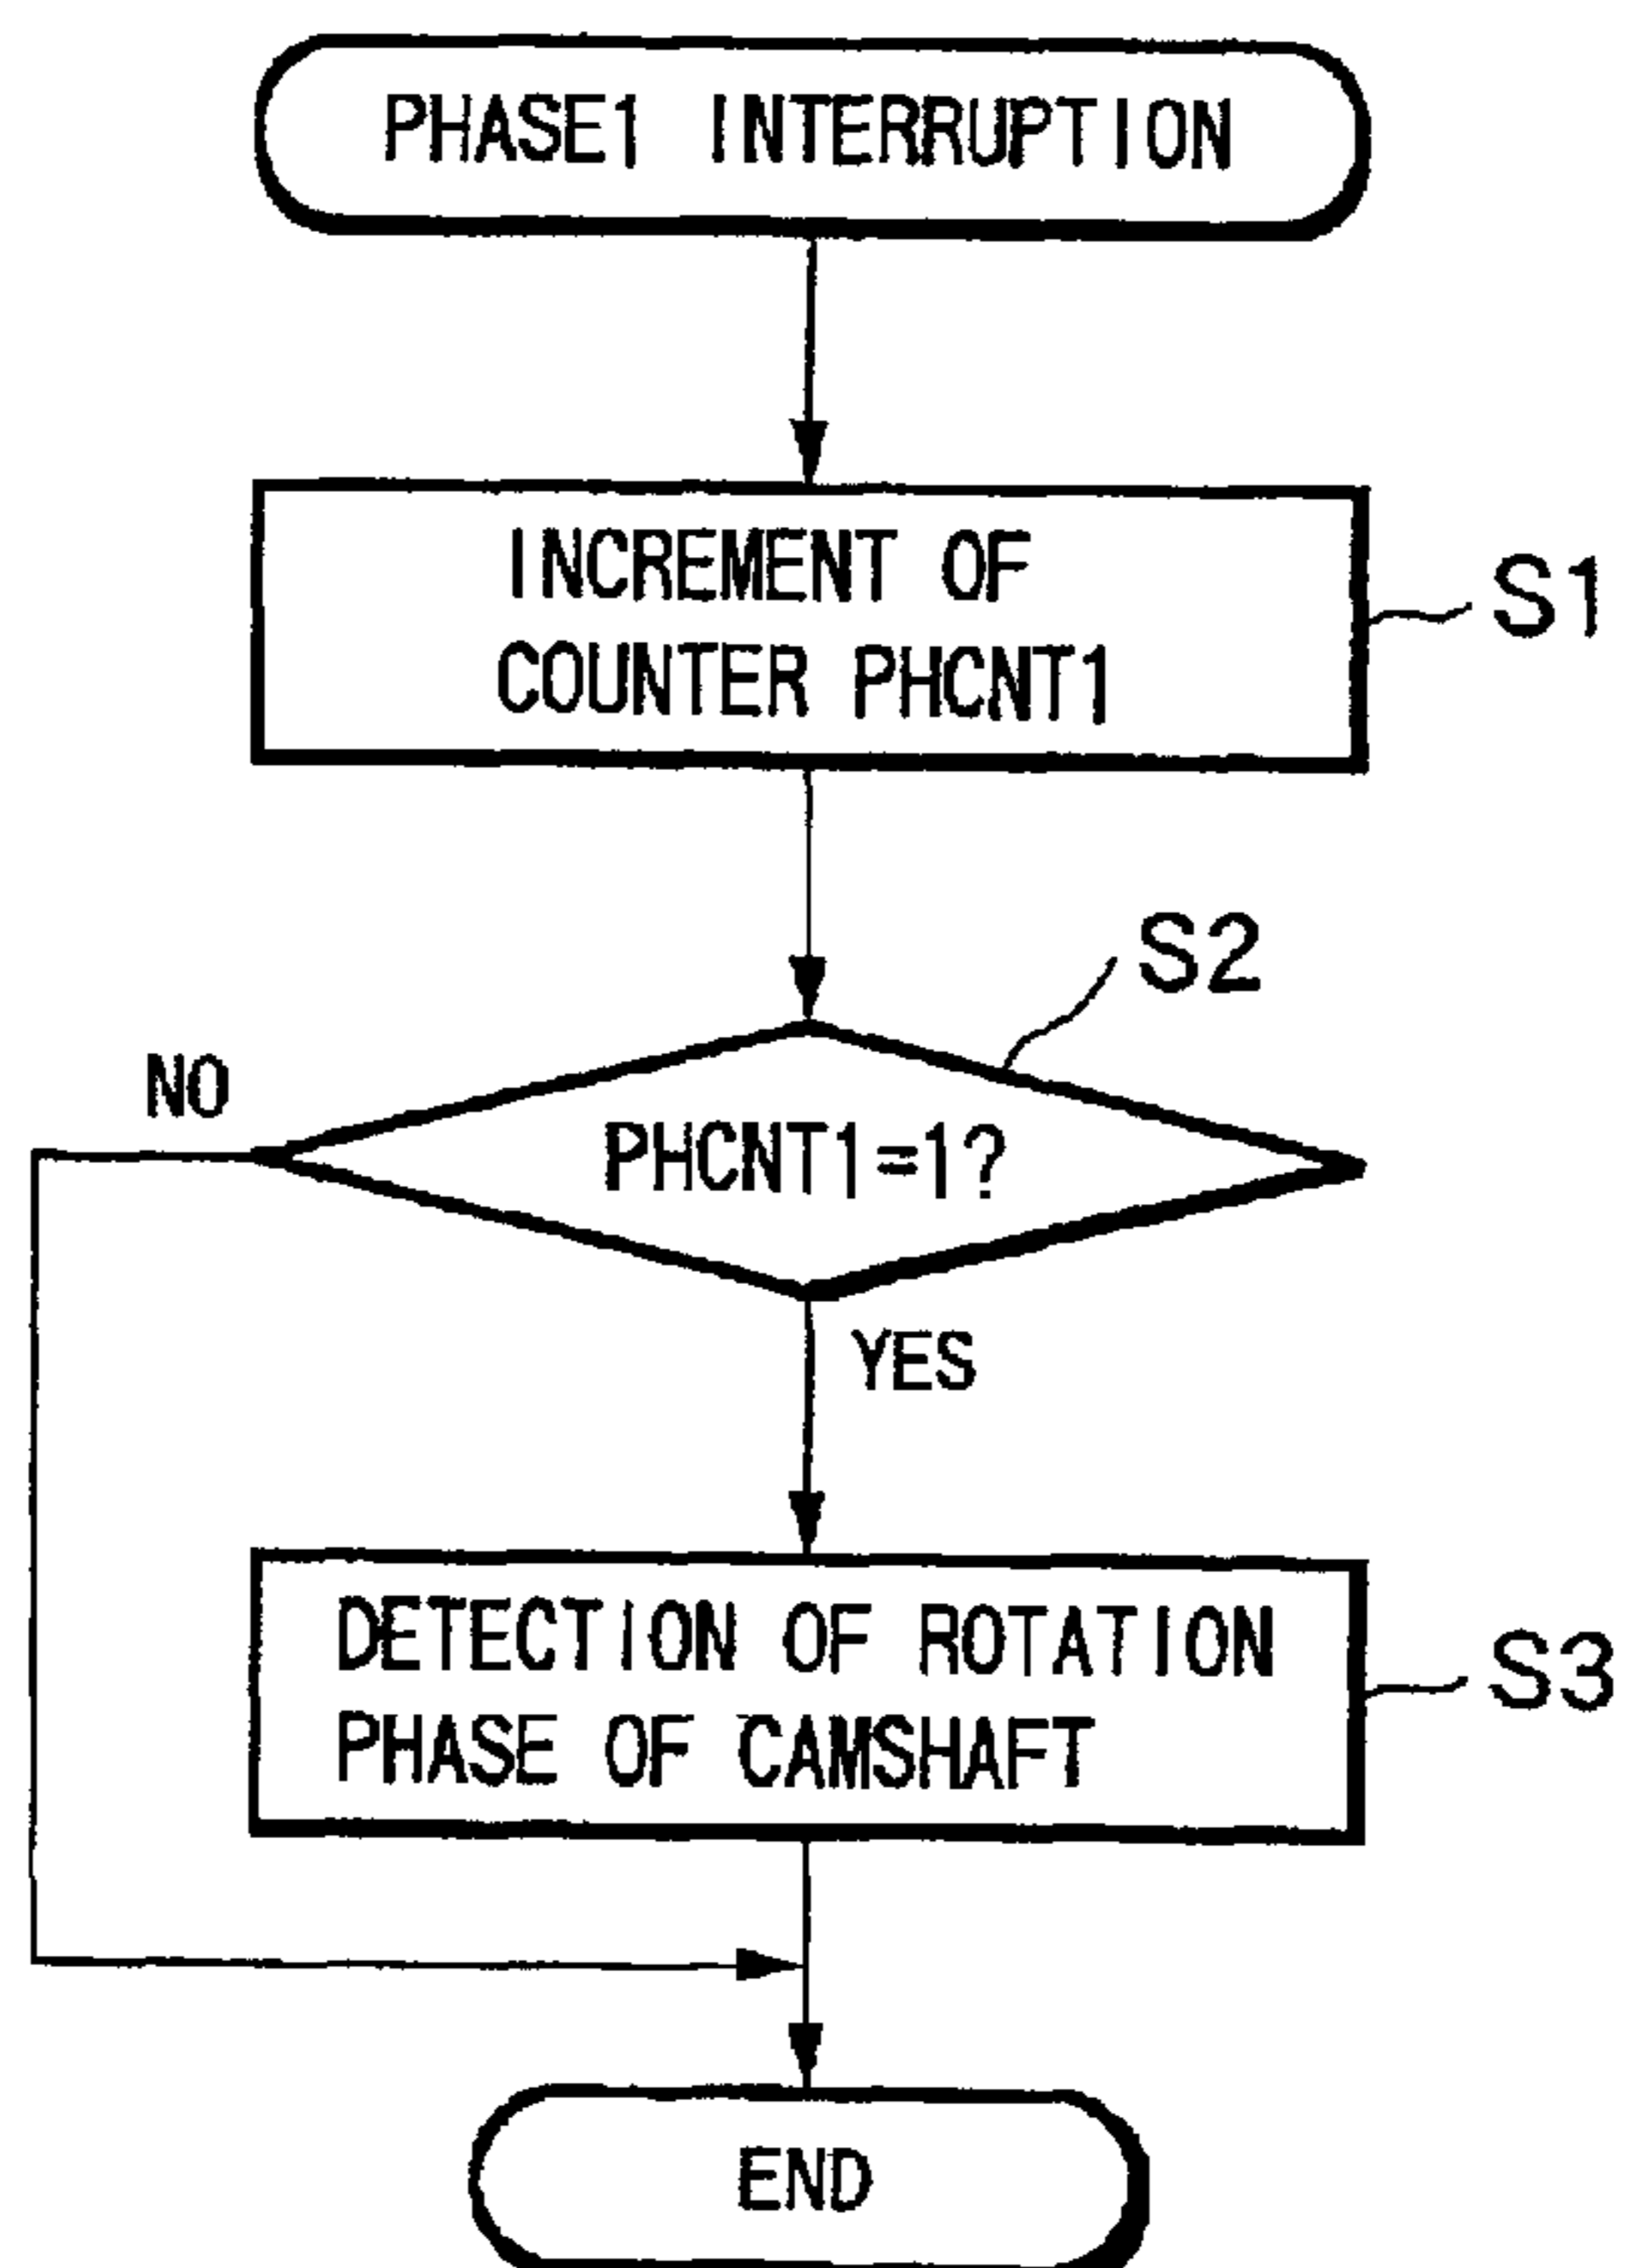 PHASE1 INTERRUPTION
INCREMENT OF
COUNTER PHCNT1
S1
S2
NO
PHCNT1=1?
YES
DETECTION OF ROTATION
PHASE OF CAMSHAFT
S3
END